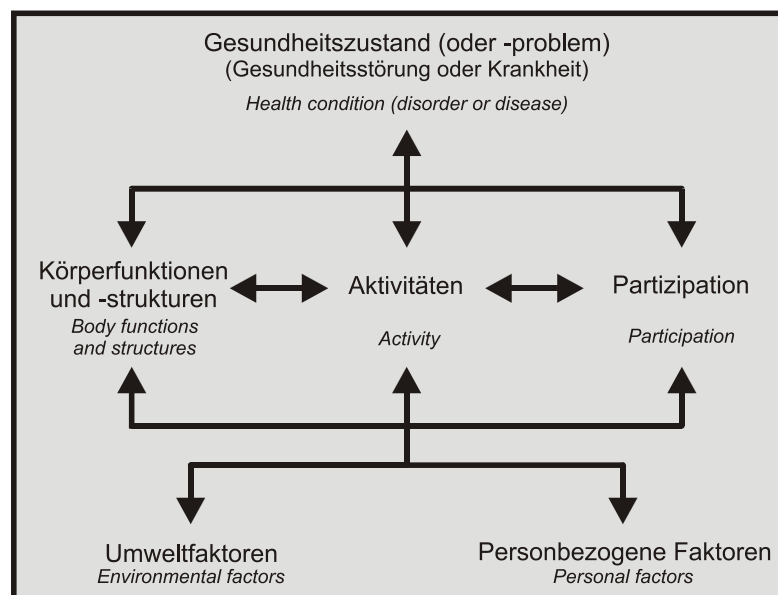 Gesundheitszustand (oder -problem)
(Gesundheitsstörung oder Krankheit)
Health condition (disorder or disease)
Körperfunktionen
und -strukturen
Body functions
and structures
Aktivitäten
Activity
Partizipation
Participation
Umweltfaktoren
Environmental factors
Personbezogene Faktoren
Personal factors